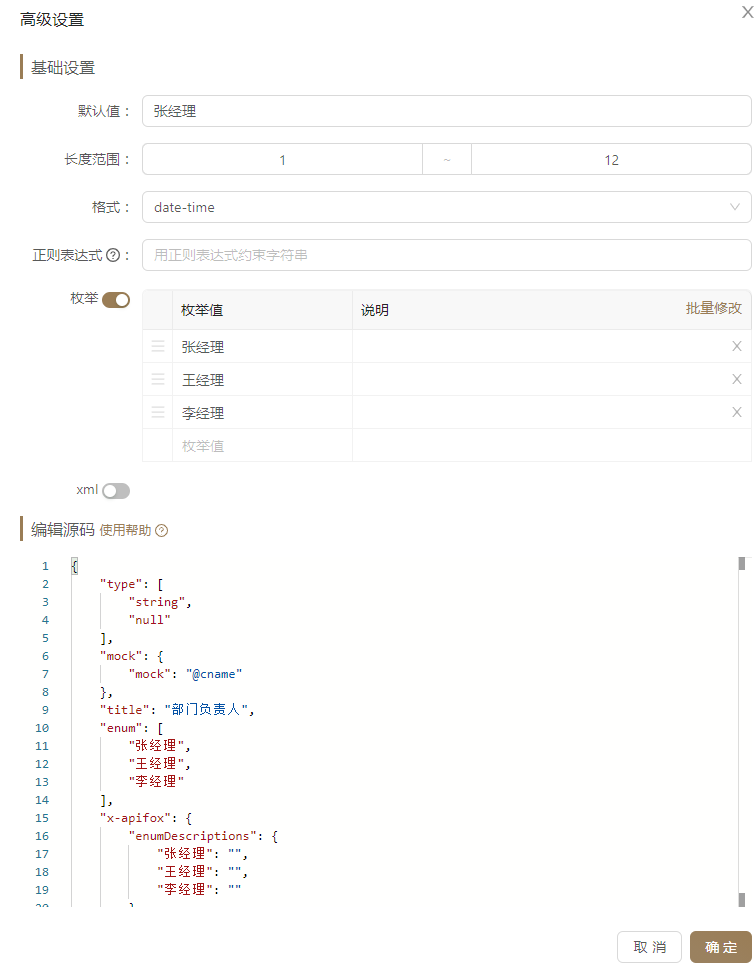 高级设置
基础设置
默认值： 张经理
长度范围： 1 ~ 12
格式： date-time
正则表达式 ?： 用正则表达式约束字符串
枚举
枚举值 说明 批量修改
张经理
王经理
李经理
枚举值
xml
编辑源码 使用帮助 ?
1 {
2 "type": [
3 "string",
4 "null"
5 ],
6 "mock": {
7 "mock": "@cname"
8 },
9 "title": "部门负责人",
10 "enum": [
11 "张经理",
12 "王经理",
13 "李经理"
14 ],
15 "x-apifox": {
16 "enumDescriptions": {
17 "张经理": "",
18 "王经理": "",
19 "李经理": ""
取消 确定